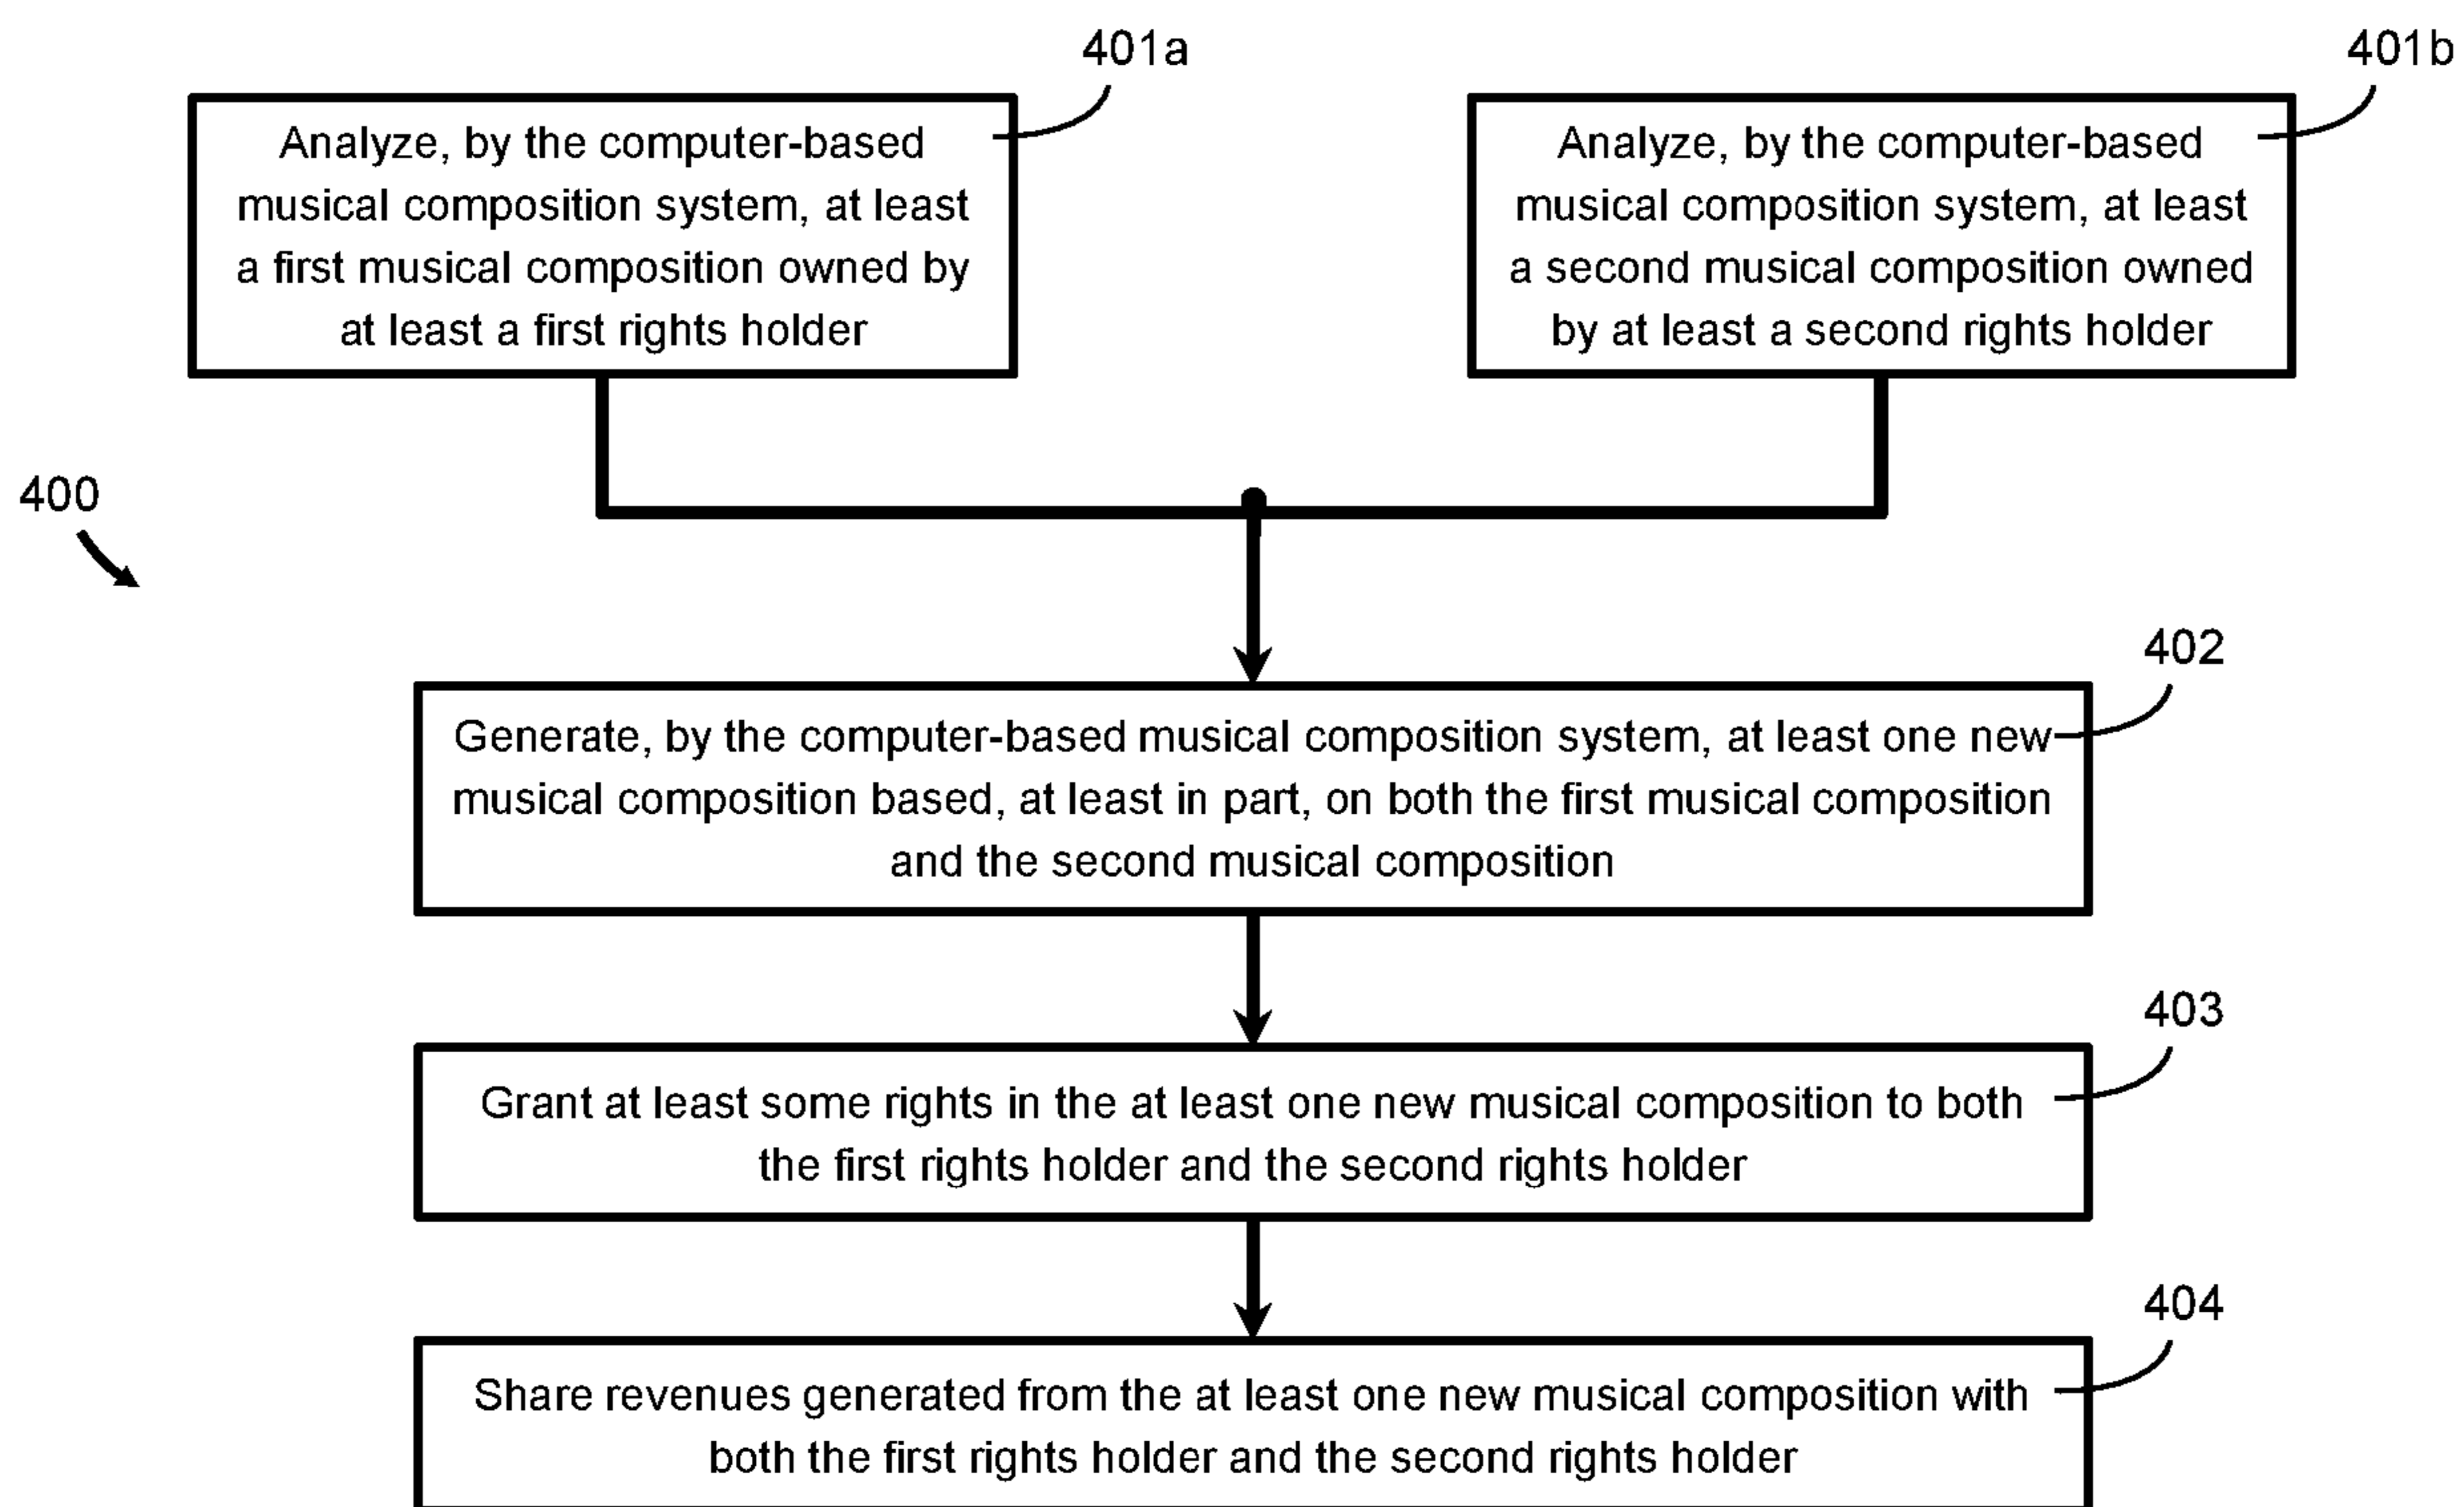 401a
401b
Analyze, by the computer-based
musical composition system, at least
a first musical composition owned by
at least a first rights holder
Analyze, by the computer-based
musical composition system, at least
a second musical composition owned
by at least a second rights holder
400
402
Generate, by the computer-based musical composition system, at least one new
musical composition based, at least in part, on both the first musical composition
and the second musical composition
403
Grant at least some rights in the at least one new musical composition to both
the first rights holder and the second rights holder
404
Share revenues generated from the at least one new musical composition with
both the first rights holder and the second rights holder